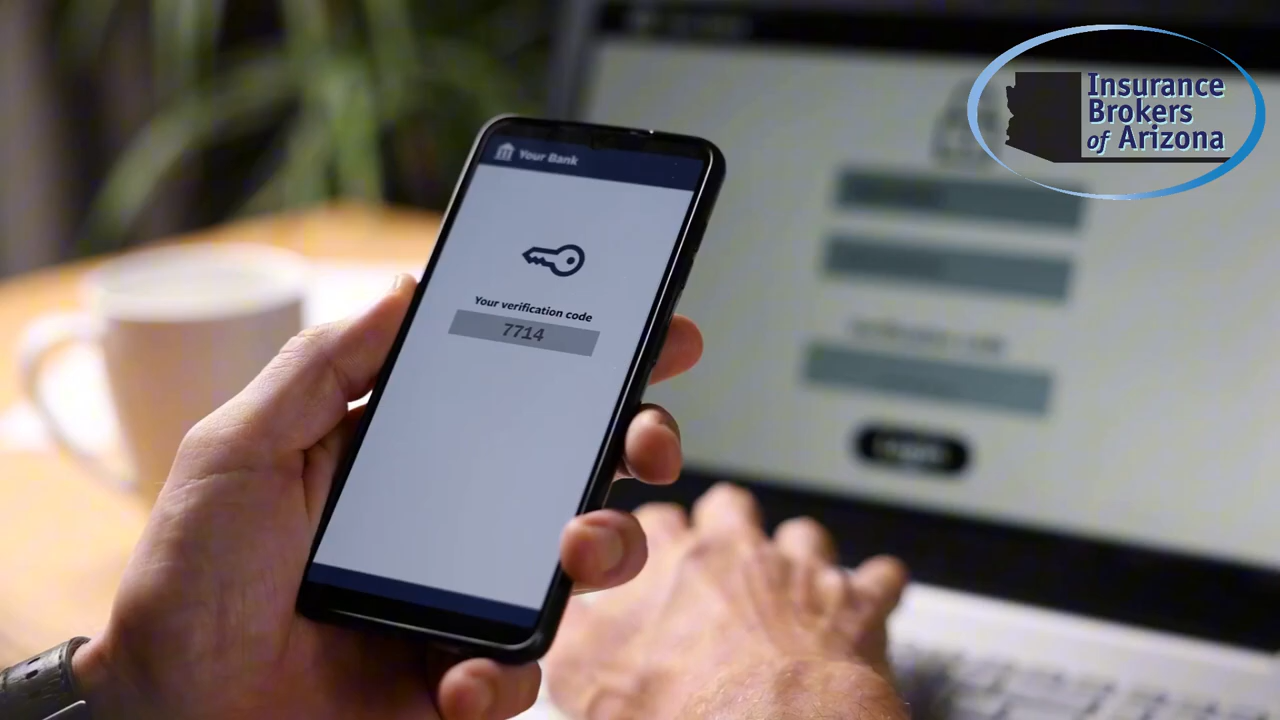 Your Bank
Your verification code
7714
Insurance
Brokers
of Arizona